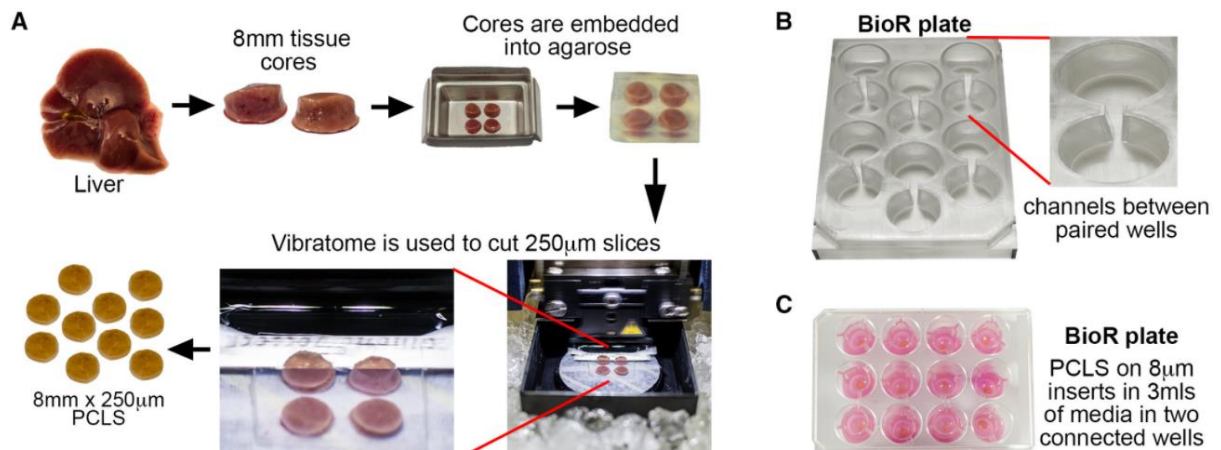 A
8mm tissue
cores
Cores are embedded
into agarose
Liver
Vibratome is used to cut 250µm slices
8mm x 250µm
PCLS
B
BioR plate
channels between
paired wells
C
BioR plate
PCLS on 8µm
inserts in 3mls
of media in two
connected wells